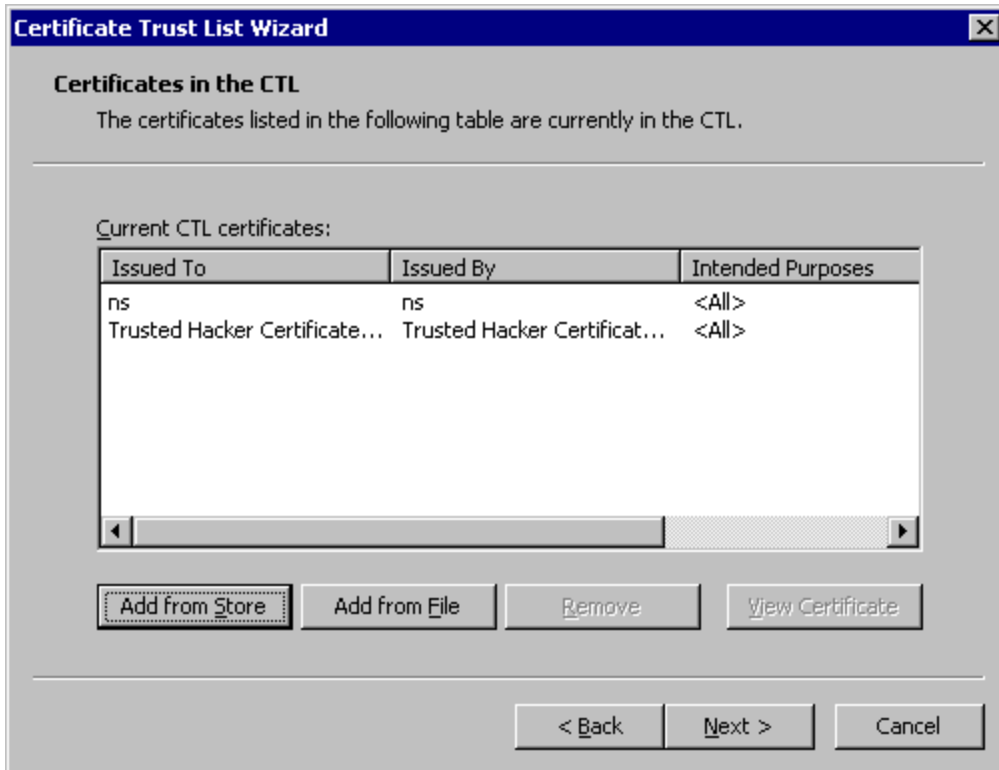 Certificate Trust List Wizard
Certificates in the CTL
The certificates listed in the following table are currently in the CTL.
Current CTL certificates:
Issued To Issued By Intended Purposes
ns ns <All>
Trusted Hacker Certificate... Trusted Hacker Certificat... <All>
Add from Store Add from File Remove View Certificate
< Back Next > Cancel